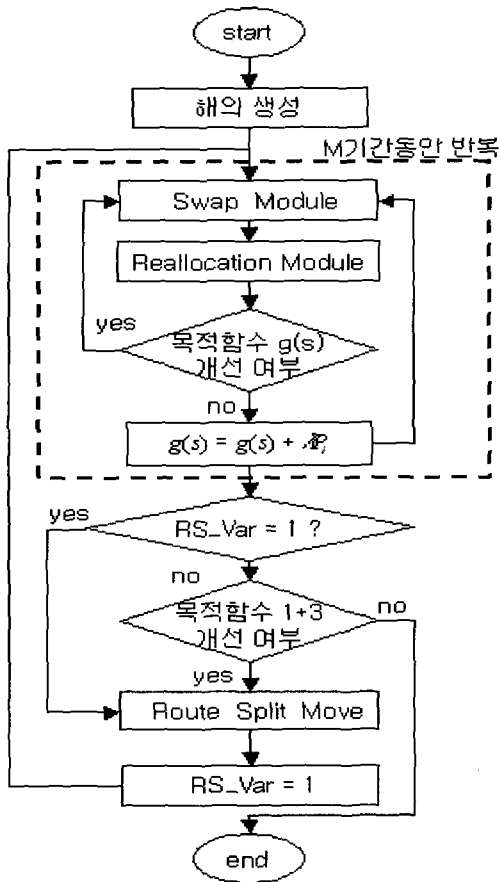 start
해의 생성
M기간동안 반복
Swap Module
Reallocation Module
yes
목적함수 g(s)
개선 여부
no
g(s) = g(s) +
yes
RS_Var = 1 ?
no
목적함수 1+3
개선 여부
no
yes
Route Split Move
RS_Var = 1
end